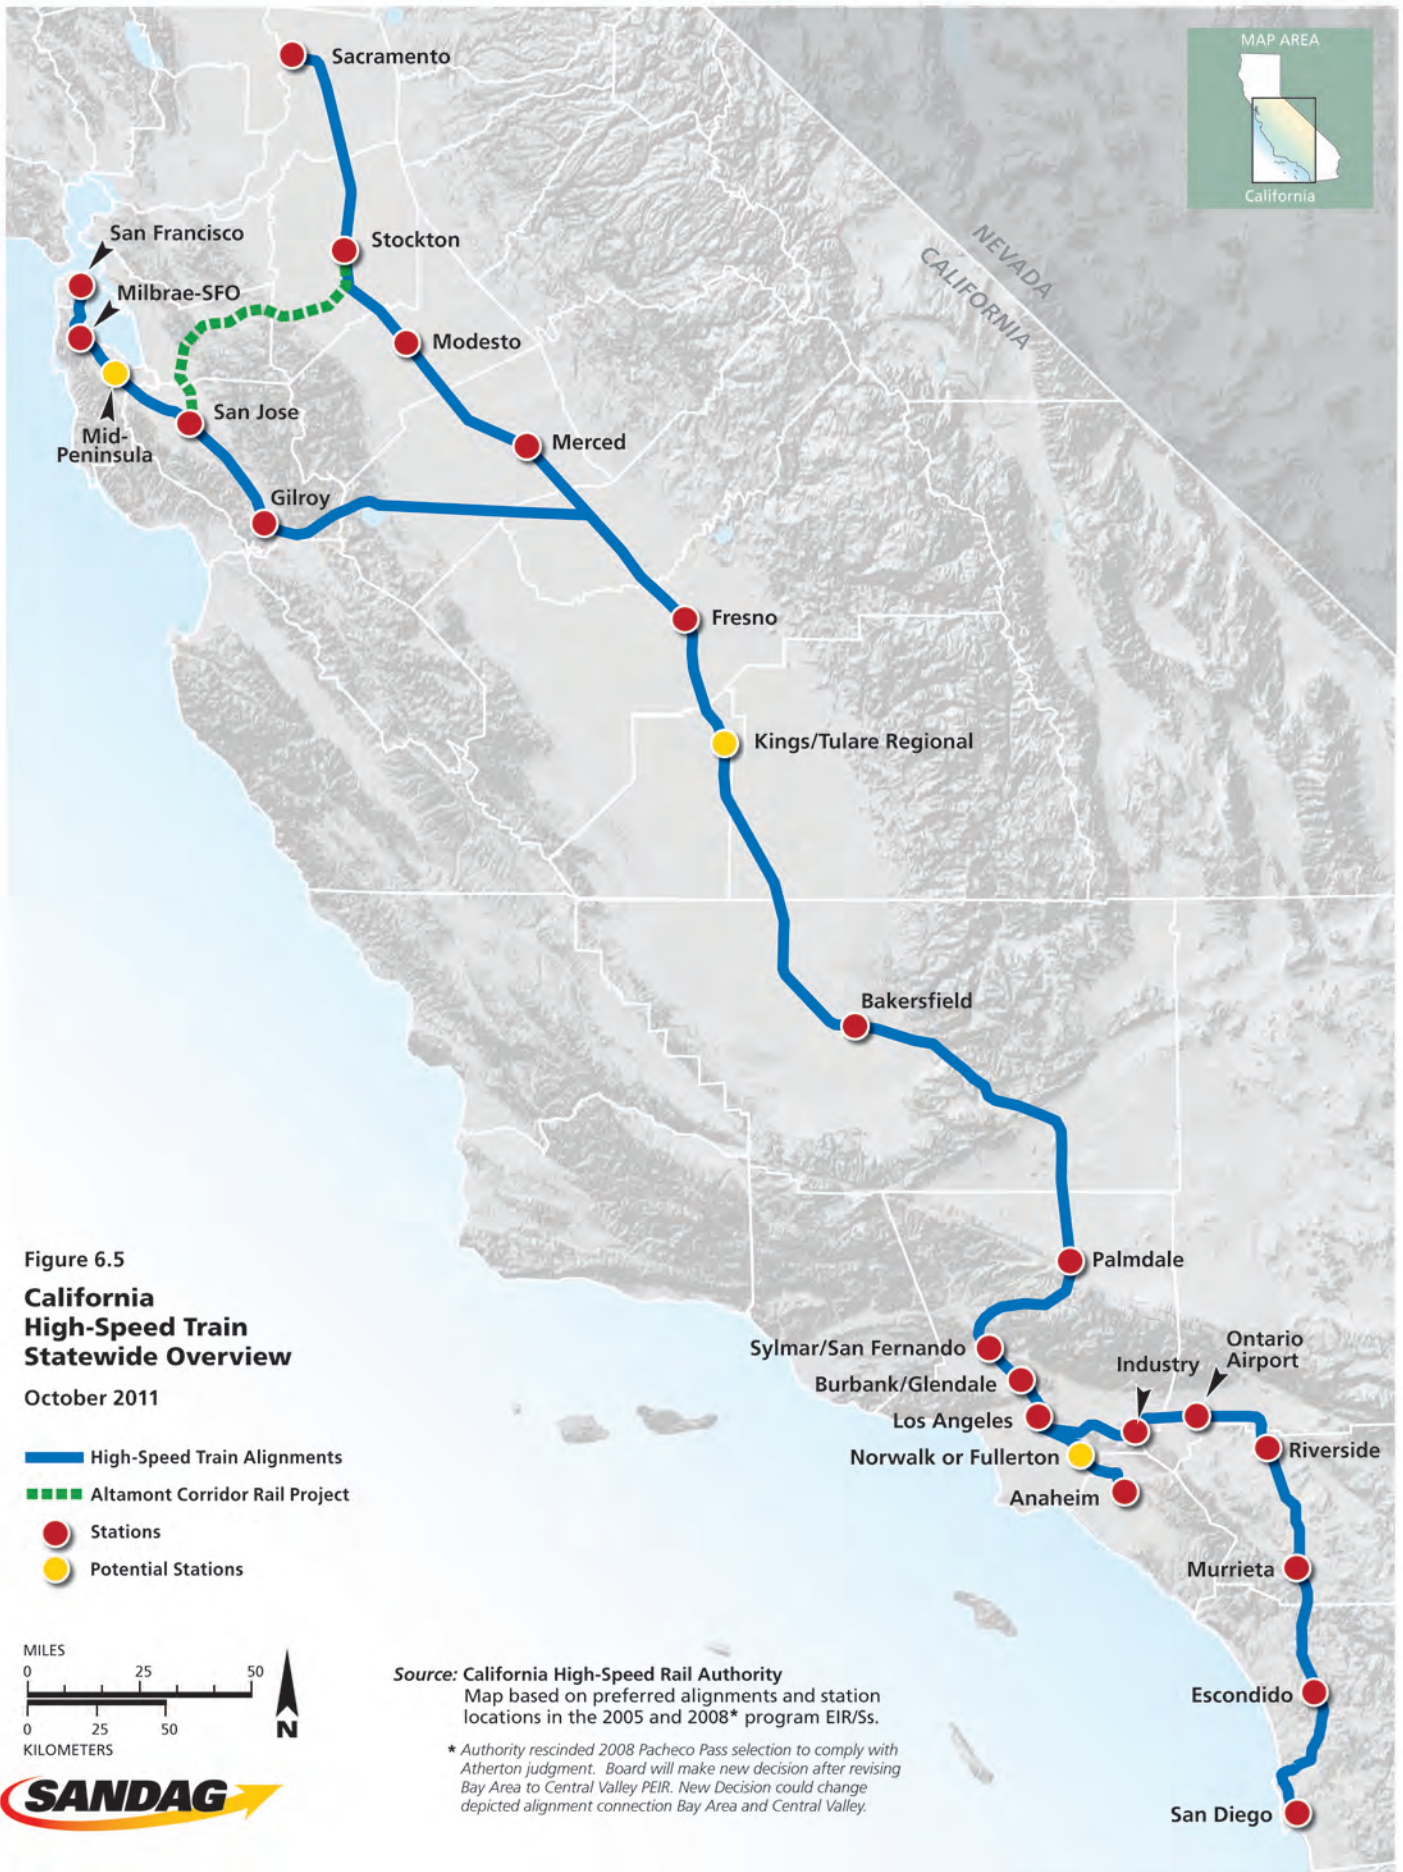 MAP AREA
California
Sacramento
San Francisco
Stockton
NEVADA
CALIFORNIA
Milbrae-SFO
Modesto
San Jose
Mid-
Peninsula
Merced
Gilroy
Fresno
Kings/Tulare Regional
Bakersfield
Palmdale
Sylmar/San Fernando
Ontario
Airport
Industry
Burbank/Glendale
Los Angeles
Norwalk or Fullerton
Riverside
Anaheim
Murrieta
Escondido
San Diego
Figure 6.5
California
High-Speed Train
Statewide Overview
October 2011
High-Speed Train Alignments
Altamont Corridor Rail Project
Stations
Potential Stations
MILES
0 25 50
0 25 50
KILOMETERS
N
SANDAG
Source: California High-Speed Rail Authority
Map based on preferred alignments and station
locations in the 2005 and 2008* program EIR/Ss.
* Authority rescinded 2008 Pacheco Pass selection to comply with
Atherton judgment. Board will make new decision after revising
Bay Area to Central Valley PEIR. New Decision could change
depicted alignment connection Bay Area and Central Valley.